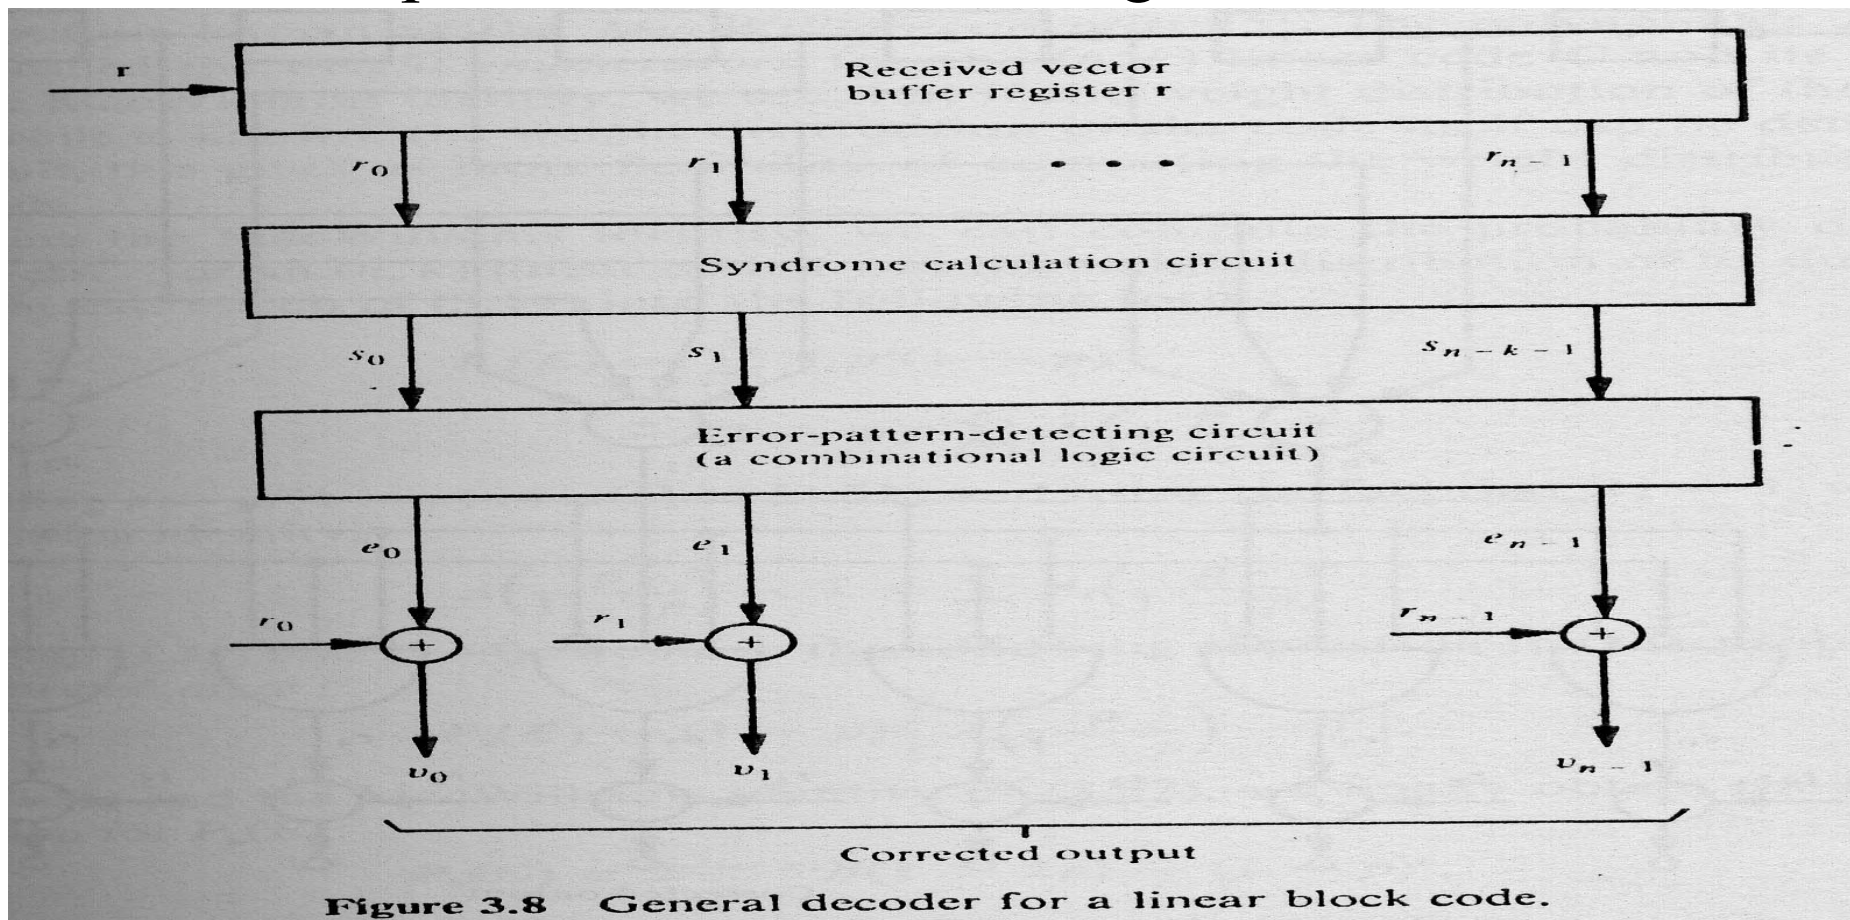 r
Received vector
buffer register r
r0 r1 • • • rn − 1
Syndrome calculation circuit
s0 s1 sn − k − 1
Error-pattern-detecting circuit
(a combinational logic circuit)
e0 e1 en − 1
r0 + r1 + rn − 1 +
v0 v1 vn − 1
Corrected output
Figure 3.8 General decoder for a linear block code.